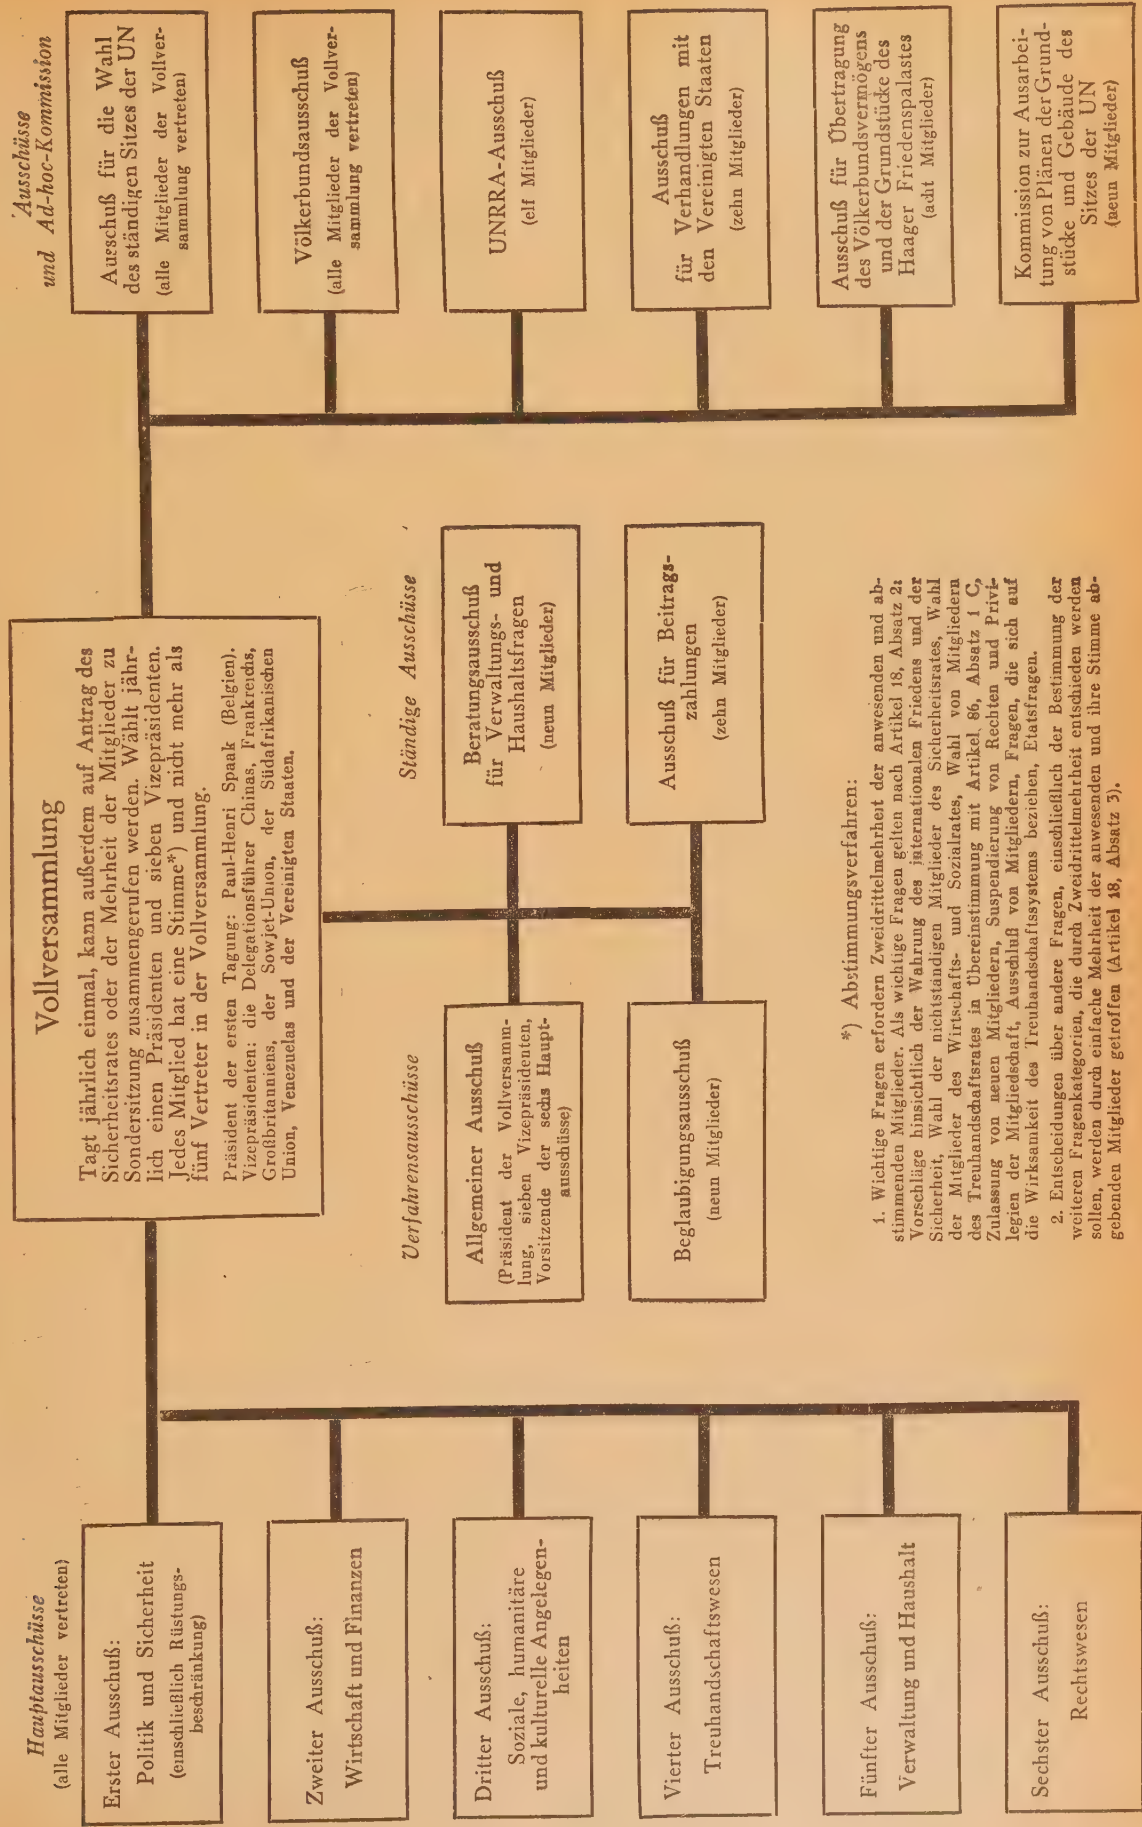 Vollversammlung
Tagt jährlich einmal, kann außerdem auf Antrag des
Sicherheitsrates oder der Mehrheit der Mitglieder zu
Sondersitzung zusammengerufen werden. Wählt jähr-
lich einen Präsidenten und sieben Vizepräsidenten.
Jedes Mitglied hat eine Stimme*) und nicht mehr als
fünf Vertreter in der Vollversammlung.
Präsident der ersten Tagung: Paul-Henri Spaak (Belgien).
Vizepräsidenten: die Delegationsführer Chinas, Frankreichs,
Großbritanniens, der Sowjet-Union, der Südafrikanischen
Union, Venezuelas und der Vereinigten Staaten.
Hauptausschüsse
(alle Mitglieder vertreten)
Erster Ausschuß:
Politik und Sicherheit
(einschließlich Rüstungs-
beschränkung)
Zweiter Ausschuß:
Wirtschaft und Finanzen
Dritter Ausschuß:
Soziale, humanitäre
und kulturelle Angelegen-
heiten
Vierter Ausschuß:
Treuhandschaftswesen
Fünfter Ausschuß:
Verwaltung und Haushalt
Sechster Ausschuß:
Rechtswesen
Verfahrensausschüsse
Allgemeiner Ausschuß
(Präsident der Vollversamm-
lung, sieben Vizepräsidenten,
Vorsitzende der sechs Haupt-
ausschüsse)
Beglaubigungsausschuß
(neun Mitglieder)
Ständige Ausschüsse
Beratungsausschuß
für Verwaltungs- und
Haushaltsfragen
(neun Mitglieder)
Ausschuß für Beitrags-
zahlungen
(zehn Mitglieder)
Ausschüsse
und Ad-hoc-Kommission
Ausschuß für die Wahl
des ständigen Sitzes der UN
(alle Mitglieder der Vollver-
sammlung vertreten)
Völkerbundsausschuß
(alle Mitglieder der Vollver-
sammlung vertreten)
UNRRA-Ausschuß
(elf Mitglieder)
Ausschuß
für Verhandlungen mit
den Vereinigten Staaten
(zehn Mitglieder)
Ausschuß für Übertragung
des Völkerbundsvermögens
und der Grundstücke des
Haager Friedenspalastes
(acht Mitglieder)
Kommission zur Ausarbei-
tung von Plänen der Grund-
stücke und Gebäude des
Sitzes der UN
(neun Mitglieder)
*) Abstimmungsverfahren:
1. Wichtige Fragen erfordern Zweidrittelmehrheit der anwesenden und ab-
stimmenden Mitglieder. Als wichtige Fragen gelten nach Artikel 18, Absatz 2:
Vorschläge hinsichtlich der Wahrung des internationalen Friedens und der
Sicherheit, Wahl der nichtständigen Mitglieder des Sicherheitsrates, Wahl
der Mitglieder des Wirtschafts- und Sozialrates, Wahl von Mitgliedern
des Treuhandschaftsrates in Übereinstimmung mit Artikel 86, Absatz 1 C,
Zulassung von neuen Mitgliedern, Suspendierung von Rechten und Privi-
legien der Mitgliedschaft, Ausschluß von Mitgliedern, Fragen, die sich auf
die Wirksamkeit des Treuhandschaftssystems beziehen, Etatsfragen.
2. Entscheidungen über andere Fragen, einschließlich der Bestimmung der
weiteren Fragenkategorien, die durch Zweidrittelmehrheit entschieden werden
sollen, werden durch einfache Mehrheit der anwesenden und ihre Stimme ab-
gebenden Mitglieder getroffen (Artikel 18, Absatz 3).